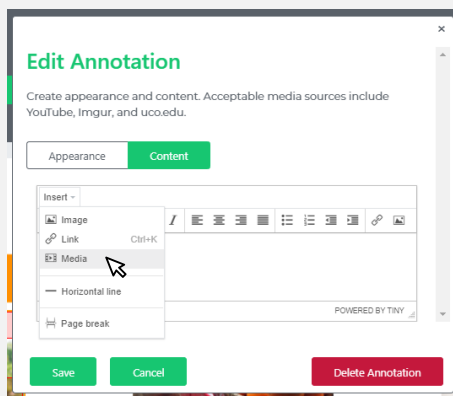 ×
Edit Annotation
Create appearance and content. Acceptable media sources include
YouTube, Imgur, and uco.edu.
Appearance
Content
Insert
I
Image
Link Ctrl+K
Media
Horizontal line
Page break
POWERED BY TINY
Save
Cancel
Delete Annotation